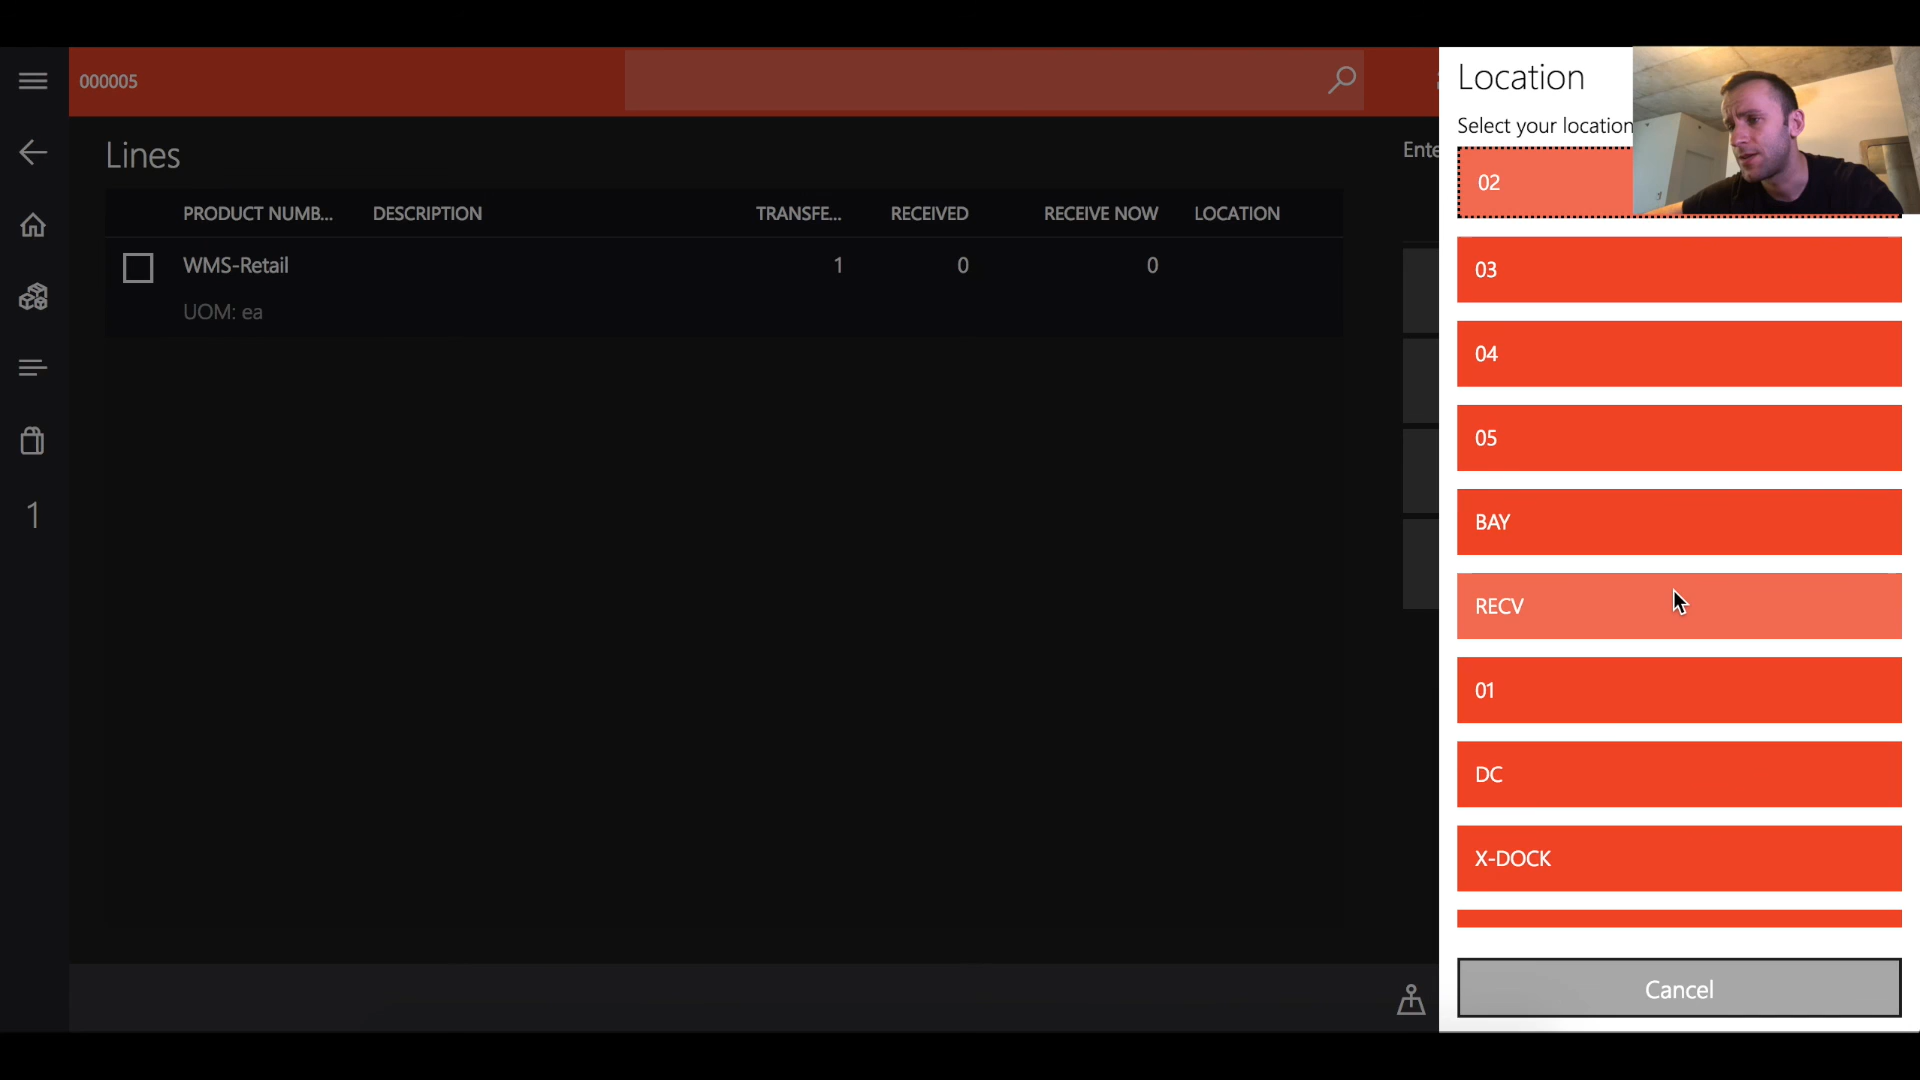 000005
Lines
PRODUCT NUMB... DESCRIPTION TRANSFE... RECEIVED RECEIVE NOW LOCATION
WMS-Retail 1 0 0
UOM: ea
1
Ente
Location
Select your location
02
03
04
05
BAY
RECV
01
DC
X-DOCK
Cancel